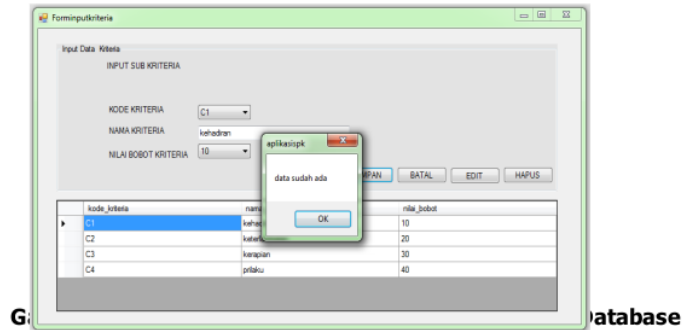 Forminputkriteria
Input Data Kriteria
INPUT SUB KRITERIA
KODE KRITERIA C1
NAMA KRITERIA kehadiran
NILAI BOBOT KRITERIA 10
aplikasispk
data sudah ada
OK
MPAN BATAL EDIT HAPUS
kode_kriteria nama nilai_bobot
C1 10
C2 20
C3 kerapian 30
C4 prilaku 40
Database